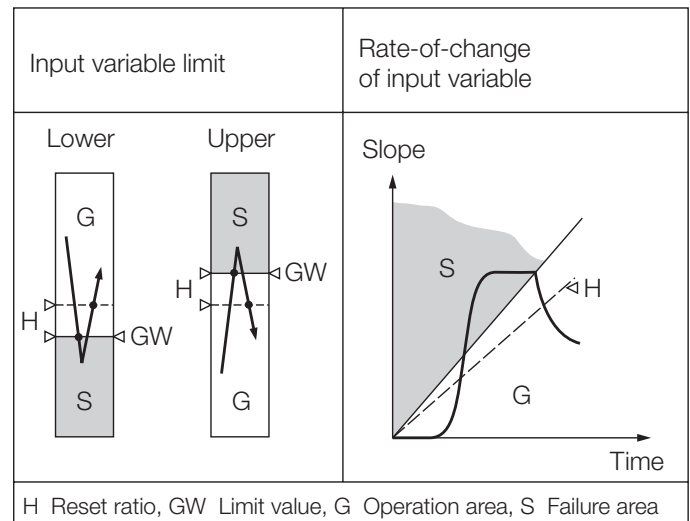 Input variable limit
Rate-of-change
of input variable
Lower
Upper
G
S
H
GW
S
H
GW
G
Slope
S
H
G
Time
H Reset ratio, GW Limit value, G Operation area, S Failure area